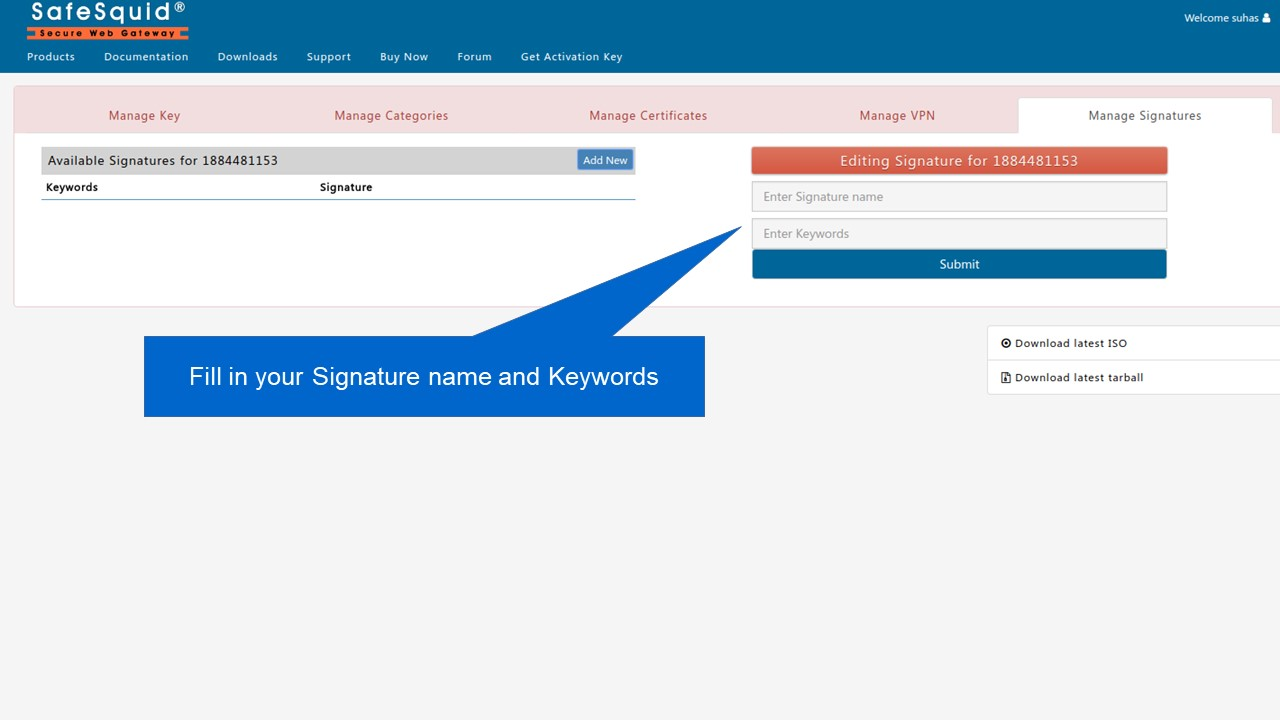 SafeSquid®
Secure Web Gateway
Welcome suhas
Products Documentation Downloads Support Buy Now Forum Get Activation Key
Manage Key Manage Categories Manage Certificates Manage VPN Manage Signatures
Available Signatures for 1884481153 Add New
Keywords Signature
Editing Signature for 1884481153
Enter Signature name
Enter Keywords
Submit
Fill in your Signature name and Keywords
Download latest ISO
Download latest tarball